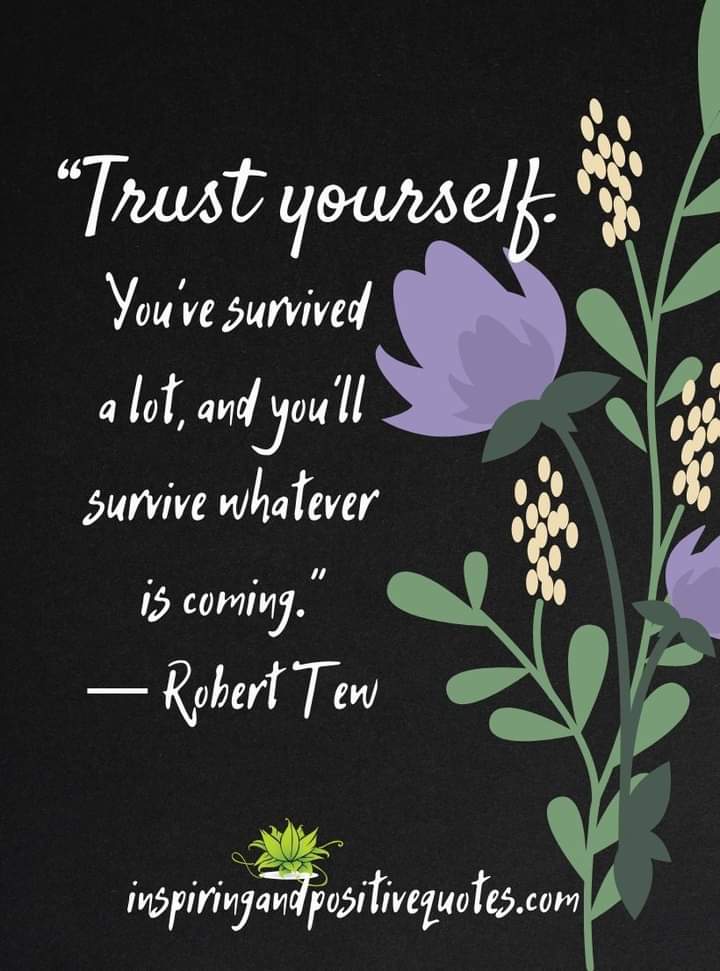 “Trust yourself.
You've survived
a lot, and you'll
survive whatever
is coming."
— Robert Tew
inspiringandpositivequotes.com